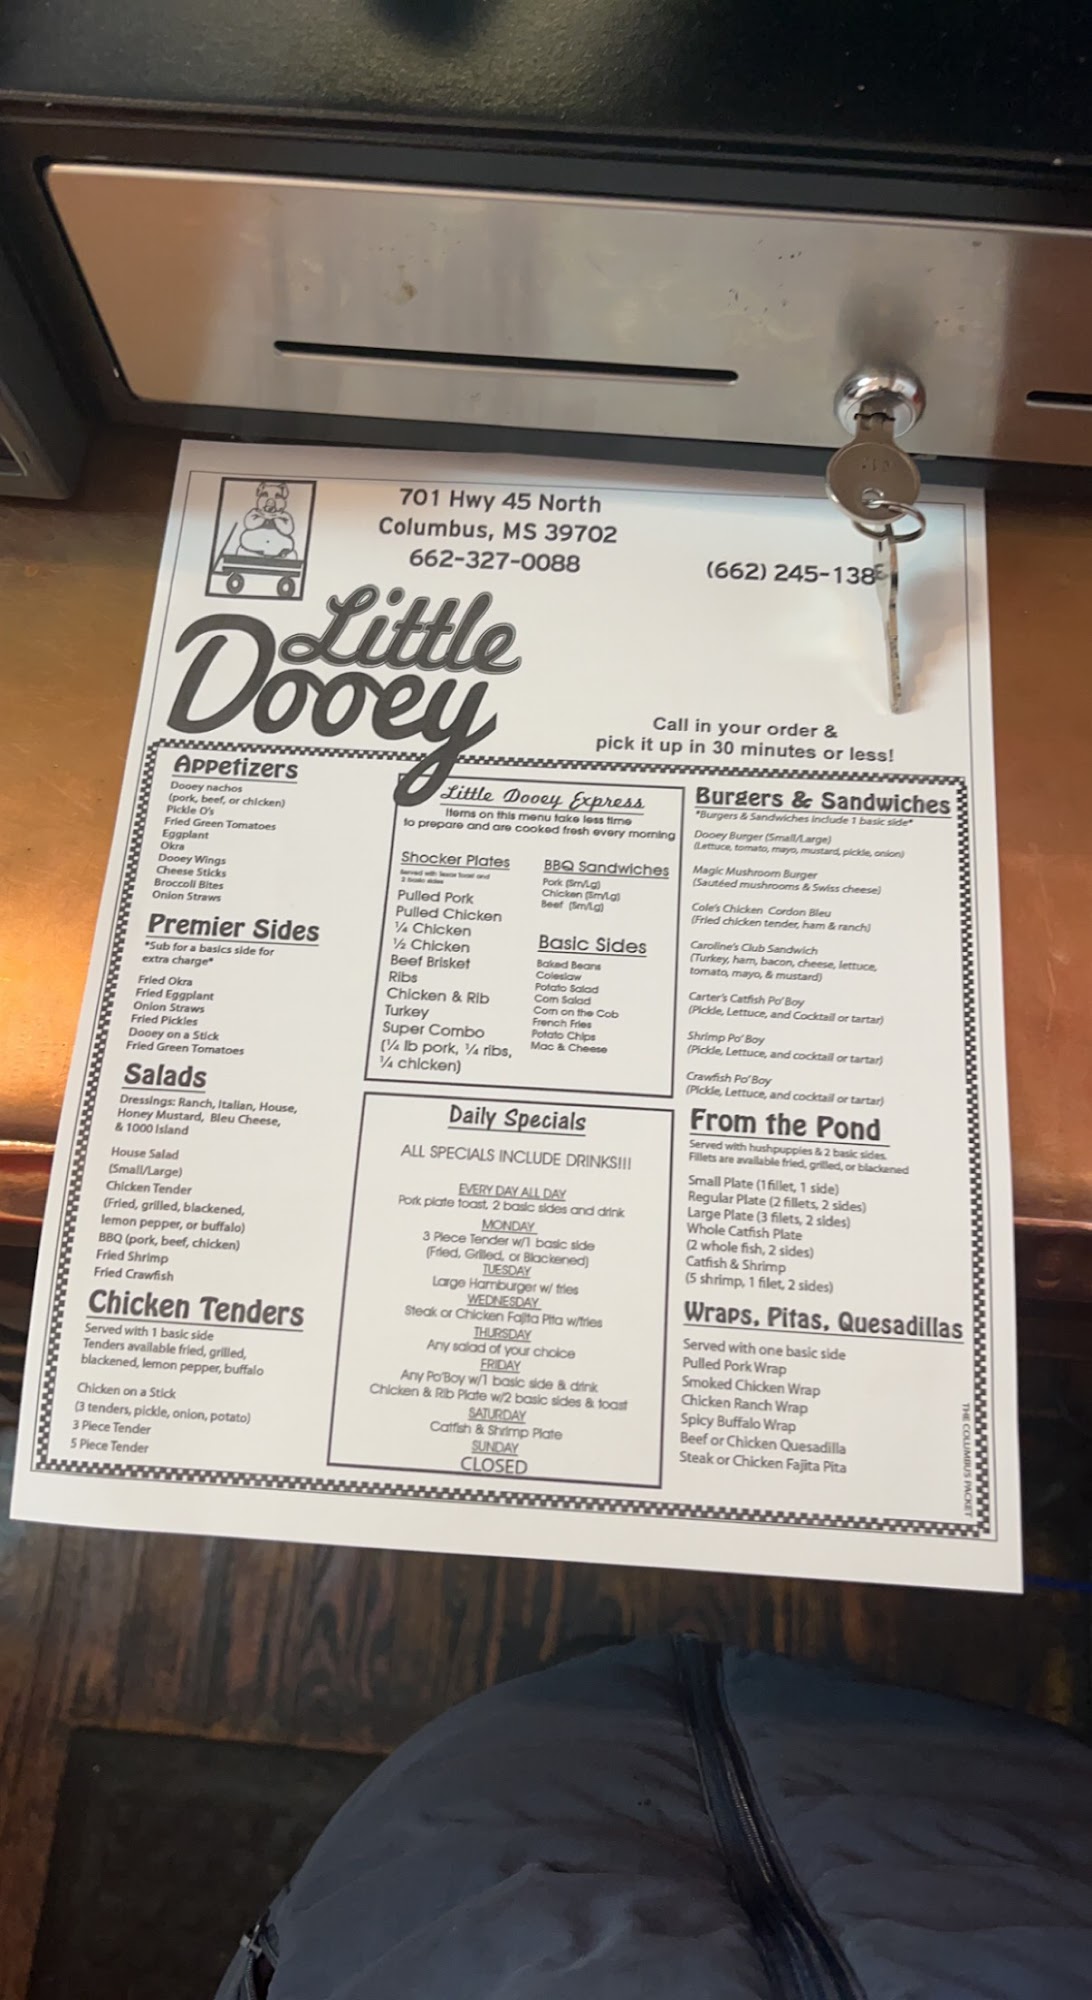 701 Hwy 45 North
Columbus, MS 39702
662-327-0088
(662) 245-138
Little
Dooey
Call in your order &
pick it up in 30 minutes or less!
Appetizers
Dooey nachos
(pork, beef, or chicken)
Pickle O's
Fried Green Tomatoes
Eggplant
Okra
Dooey Wings
Cheese Sticks
Broccoli Bites
Onion Straws
Premier Sides
*Sub for a basics side for
extra charge*
Fried Okra
Fried Eggplant
Onion Straws
Fried Pickles
Dooey on a Stick
Fried Green Tomatoes
Salads
Dressings: Ranch, Italian, House,
Honey Mustard, Bleu Cheese,
& 1000 Island
House Salad
(Small/Large)
Chicken Tender
(Fried, grilled, blackened,
lemon pepper, or buffalo)
BBQ (pork, beef, chicken)
Fried Shrimp
Fried Crawfish
Chicken Tenders
Served with 1 basic side
Tenders available fried, grilled,
blackened, lemon pepper, buffalo
Chicken on a Stick
(3 tenders, pickle, onion, potato)
3 Piece Tender
5 Piece Tender
Little Dooey Express
Items on this menu take less time
to prepare and are cooked fresh every morning
Shocker Plates
Served with Texas toast and
2 basic sides
Pulled Pork
Pulled Chicken
¼ Chicken
½ Chicken
Beef Brisket
Ribs
Chicken & Rib
Turkey
Super Combo
(¼ lb pork, ¼ ribs,
¼ chicken)
BBQ Sandwiches
Pork (Sm/Lg)
Chicken (Sm/Lg)
Beef (Sm/Lg)
Basic Sides
Baked Beans
Coleslaw
Potato Salad
Corn Salad
Corn on the Cob
French Fries
Potato Chips
Mac & Cheese
Daily Specials
ALL SPECIALS INCLUDE DRINKS!!!
EVERY DAY ALL DAY
Pork plate toast, 2 basic sides and drink
MONDAY
3 Piece Tender w/1 basic side
(Fried, Grilled, or Blackened)
TUESDAY
Large Hamburger w/ fries
WEDNESDAY
Steak or Chicken Fajita Pita w/fries
THURSDAY
Any salad of your choice
FRIDAY
Any Po'Boy w/1 basic side & drink
Chicken & Rib Plate w/2 basic sides & toast
SATURDAY
Catfish & Shrimp Plate
SUNDAY
CLOSED
Burgers & Sandwiches
*Burgers & Sandwiches include 1 basic side*
Dooey Burger (Small/Large)
(Lettuce, tomato, mayo, mustard, pickle, onion)
Magic Mushroom Burger
(Sautéed mushrooms & Swiss cheese)
Cole's Chicken Cordon Bleu
(Fried chicken tender, ham & ranch)
Caroline's Club Sandwich
(Turkey, ham, bacon, cheese, lettuce,
tomato, mayo, & mustard)
Carter's Catfish Po' Boy
(Pickle, Lettuce, and Cocktail or tartar)
Shrimp Po' Boy
(Pickle, Lettuce, and cocktail or tartar)
Crawfish Po' Boy
(Pickle, Lettuce, and cocktail or tartar)
From the Pond
Served with hushpuppies & 2 basic sides.
Fillets are available fried, grilled, or blackened
Small Plate (1fillet, 1 side)
Regular Plate (2 fillets, 2 sides)
Large Plate (3 filets, 2 sides)
Whole Catfish Plate
(2 whole fish, 2 sides)
Catfish & Shrimp
(5 shrimp, 1 filet, 2 sides)
Wraps, Pitas, Quesadillas
Served with one basic side
Pulled Pork Wrap
Smoked Chicken Wrap
Chicken Ranch Wrap
Spicy Buffalo Wrap
Beef or Chicken Quesadilla
Steak or Chicken Fajita Pita
THE COLUMBUS PACKET